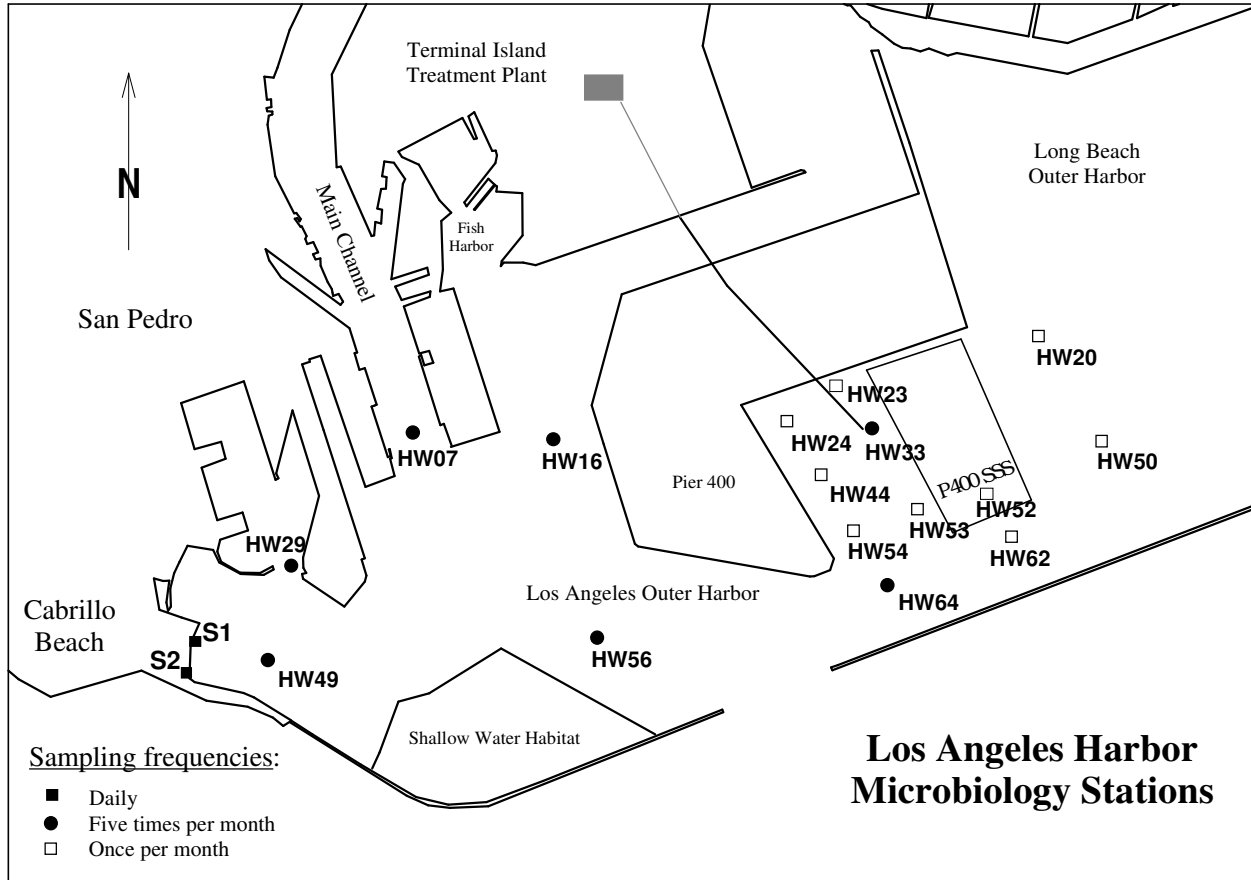 Terminal Island
Treatment Plant
Long Beach
Outer Harbor
N
Main Channel
Fish
Harbor
San Pedro
HW20
HW23
HW24
HW33
HW07
HW16
HW50
Pier 400
HW44
P400 SSS
HW52
HW53
HW54
HW62
HW29
Los Angeles Outer Harbor
HW64
Cabrillo
Beach
S1
S2
HW49
HW56
Shallow Water Habitat
Los Angeles Harbor
Microbiology Stations
Sampling frequencies:
Daily
Five times per month
Once per month